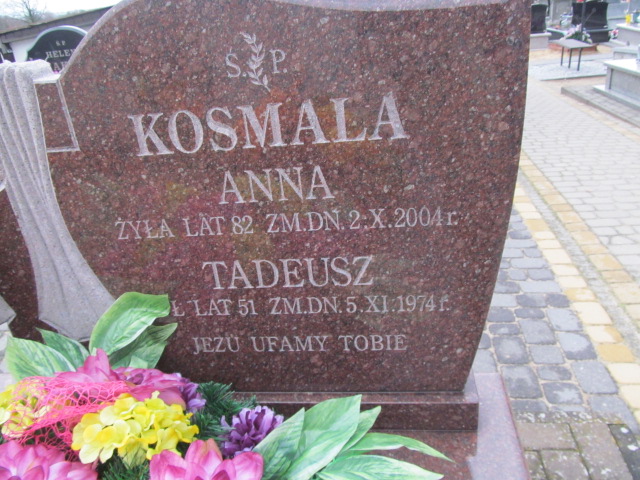 Ś. P.
KOSMALA
ANNA
ŻYŁA LAT 82 ZM.DN. 2.X.2004 r.
TADEUSZ
Ł LAT 51 ZM.DN. 5.XI.1974 r.
JEZU UFAMY TOBIE
S.P.